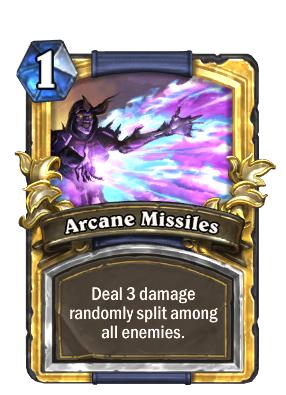 1
Arcane Missiles
Deal 3 damage
randomly split among
all enemies.